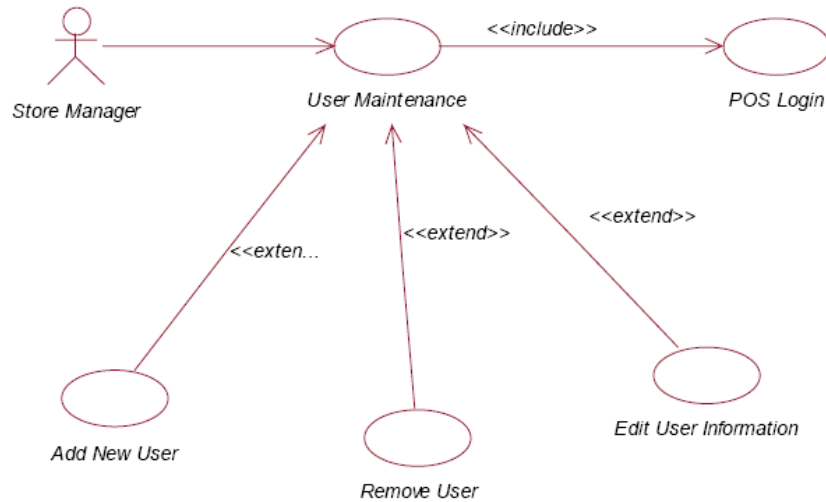 <<include>>
Store Manager
User Maintenance
POS Login
<<extend>>
<<exten...
<<extend>>
Add New User
Remove User
Edit User Information